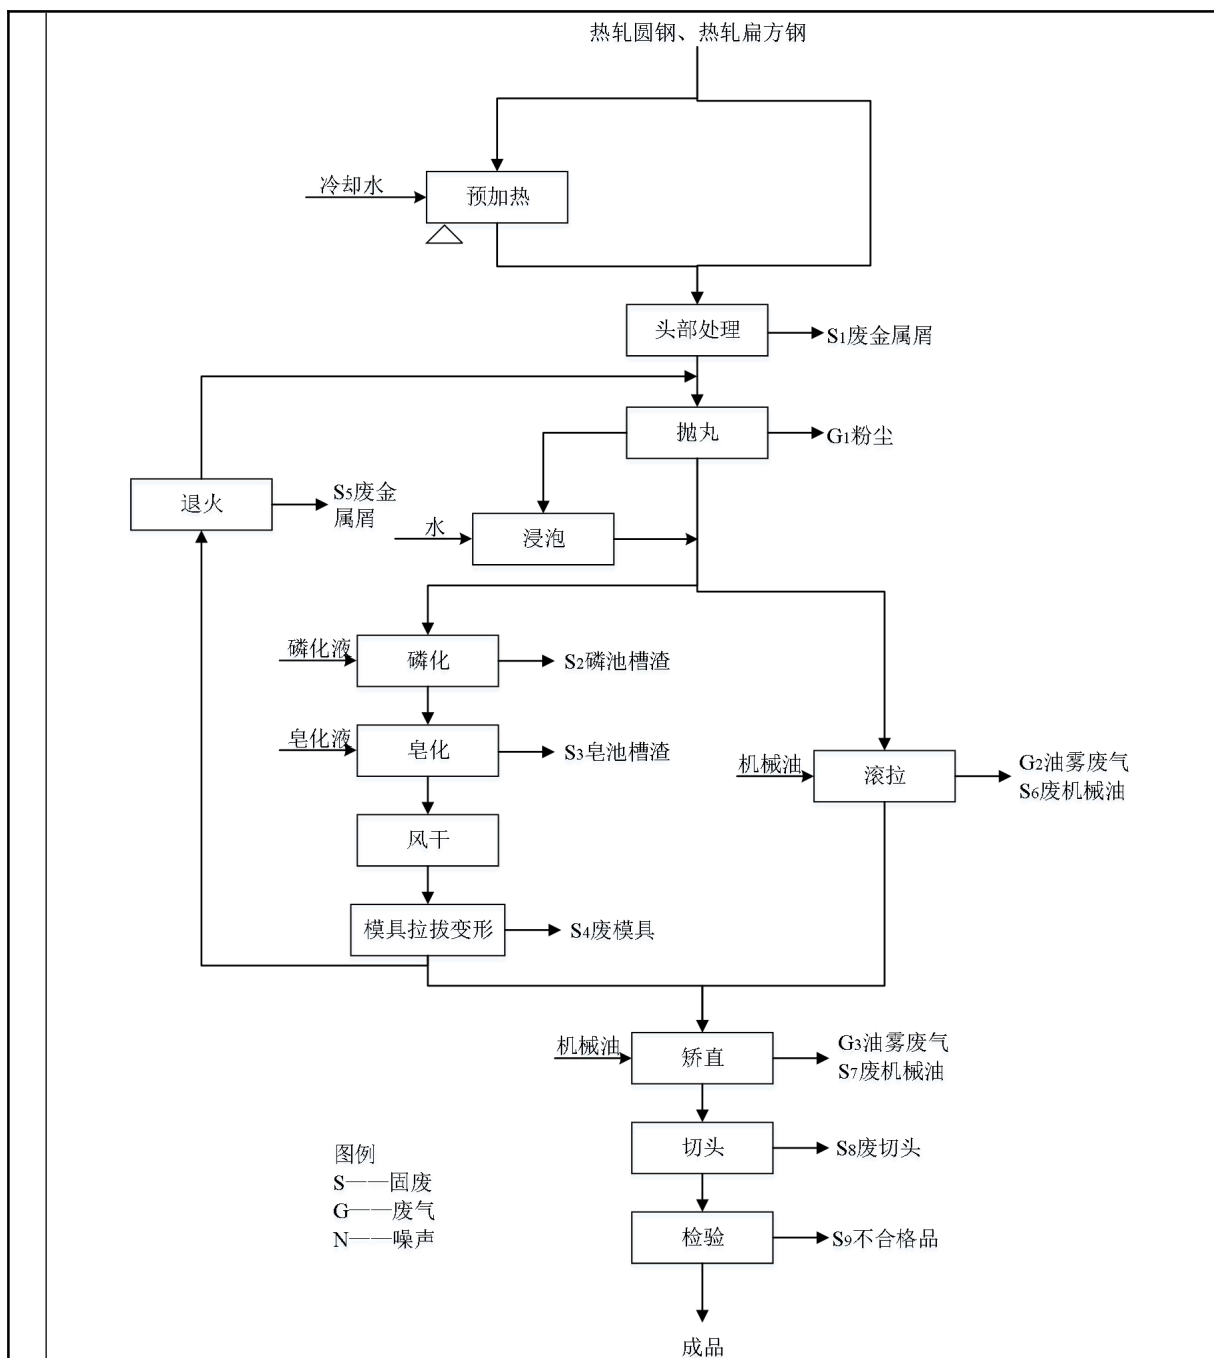 热轧圆钢、热轧扁方钢
冷却水
预加热
头部处理
S1废金属屑
抛丸
G1粉尘
退火
S5废金
属屑
水
浸泡
磷化液
磷化
S2磷池槽渣
皂化液
皂化
S3皂池槽渣
机械油
滚拉
G2油雾废气
S6废机械油
风干
模具拉拔变形
S4废模具
机械油
矫直
G3油雾废气
S7废机械油
切头
S8废切头
图例
S——固废
G——废气
N——噪声
检验
S9不合格品
成品